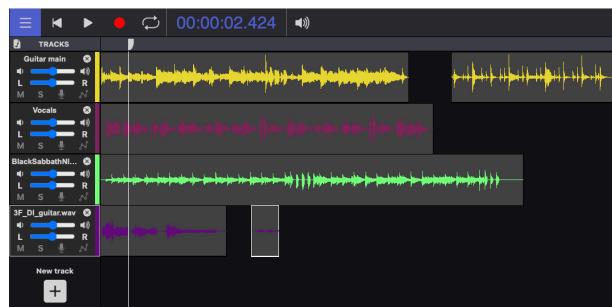 00:00:02.424
TRACKS
Guitar main
L R
M S
Vocals
L R
M S
BlackSabbathNI...
L R
M S
3F_DI_guitar.wav
L R
M S
New track